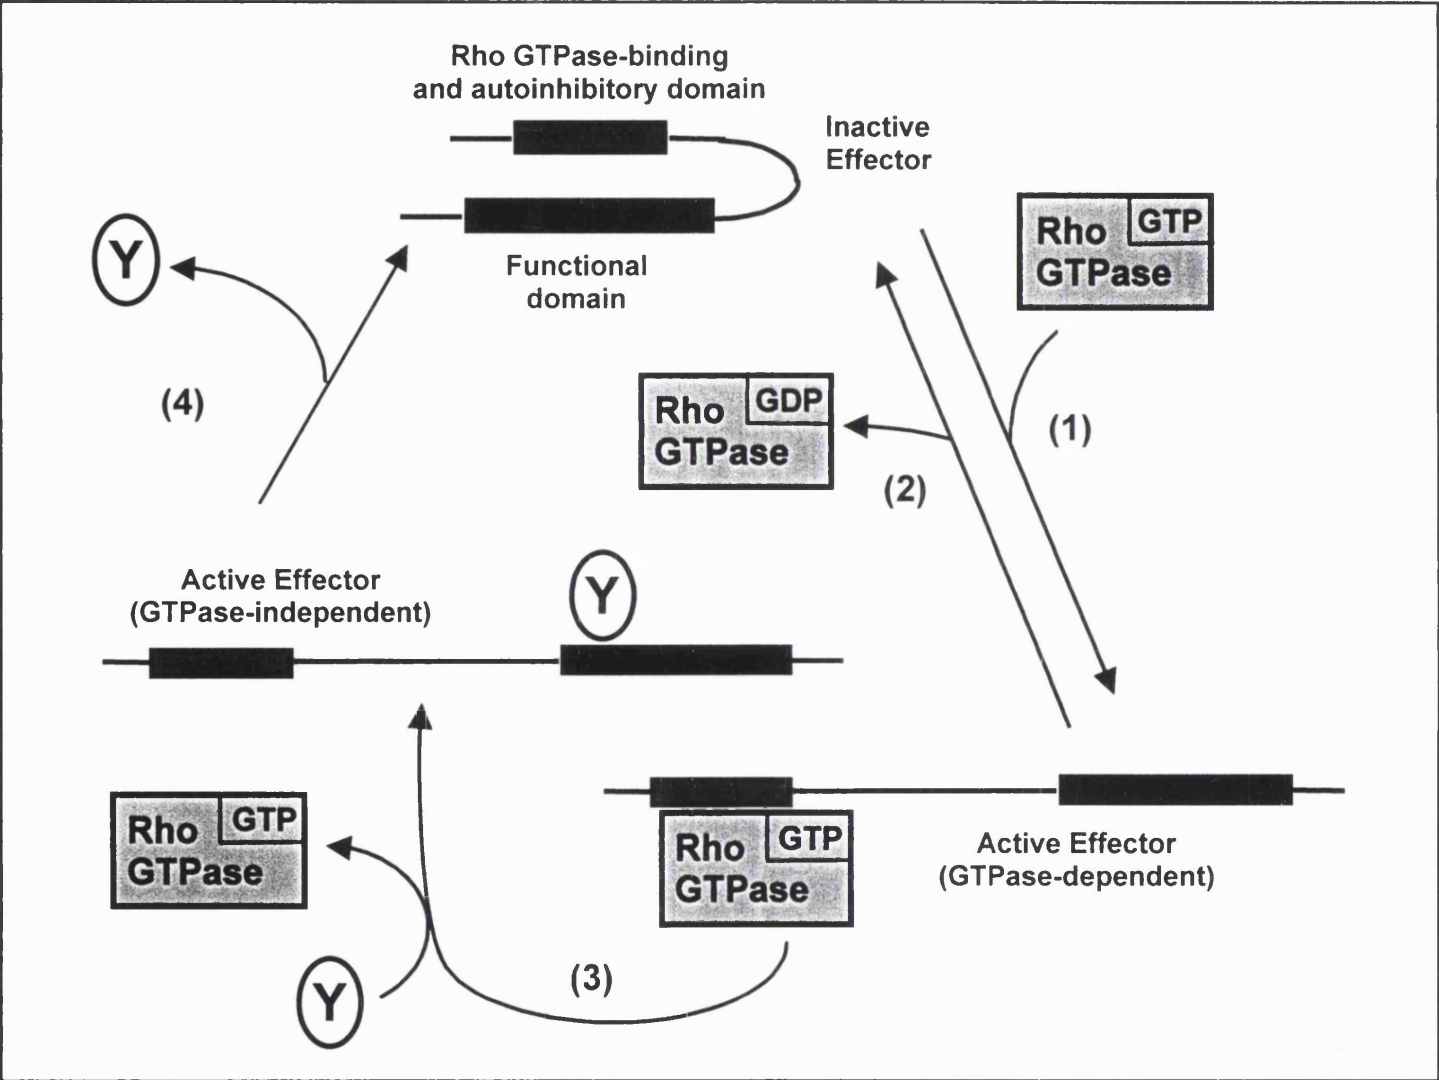 Rho GTPase-binding
and autoinhibitory domain
Inactive
Effector
Functional
domain
Rho
GTP
GTPase
Y
(4)
Rho
GDP
GTPase
(1)
(2)
Active Effector
(GTPase-independent)
Y
Rho
GTP
GTPase
Rho
GTP
GTPase
Active Effector
(GTPase-dependent)
Y
(3)